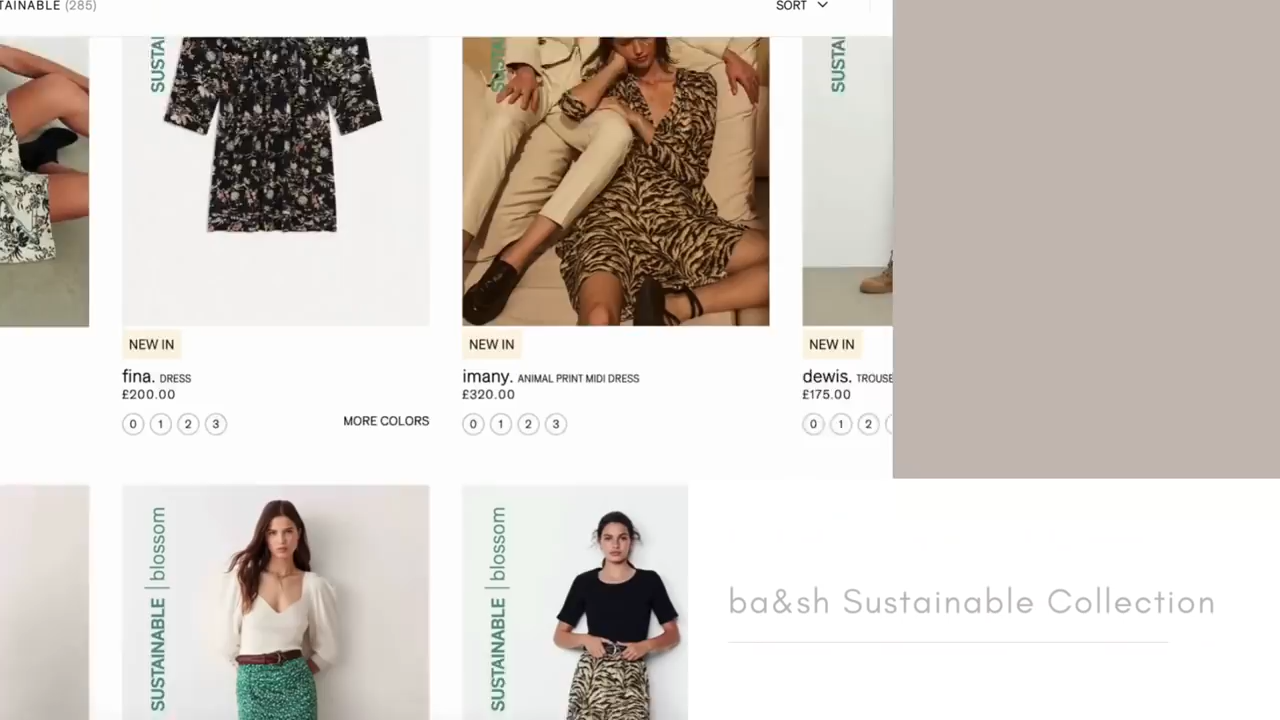 TAINABLE (285)
SORT
SUSTAI
SUSTAI
NEW IN
fina. DRESS
£200.00
0 1 2 3
MORE COLORS
NEW IN
imany. ANIMAL PRINT MIDI DRESS
£320.00
0 1 2 3
NEW IN
dewis. TROUSE
£175.00
0 1 2
SUSTAINABLE | blossom
SUSTAINABLE | blossom
ba&sh Sustainable Collection